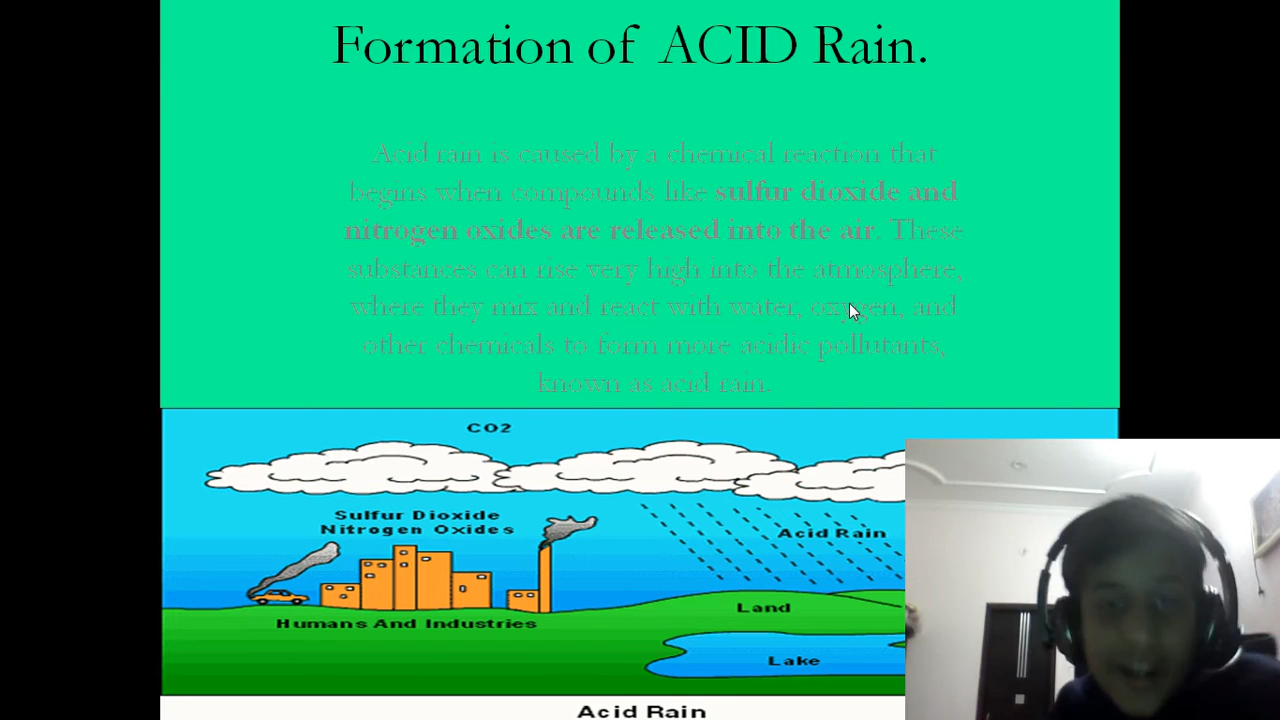 Formation of ACID Rain.
Acid rain is caused by a chemical reaction that
begins when compounds like sulfur dioxide and
nitrogen oxides are released into the air. These
substances can rise very high into the atmosphere,
where they mix and react with water, oxygen, and
other chemicals to form more acidic pollutants,
known as acid rain.
CO2
Sulfur Dioxide
Nitrogen Oxides
Acid Rain
Land
Humans And Industries
Lake
Acid Rain